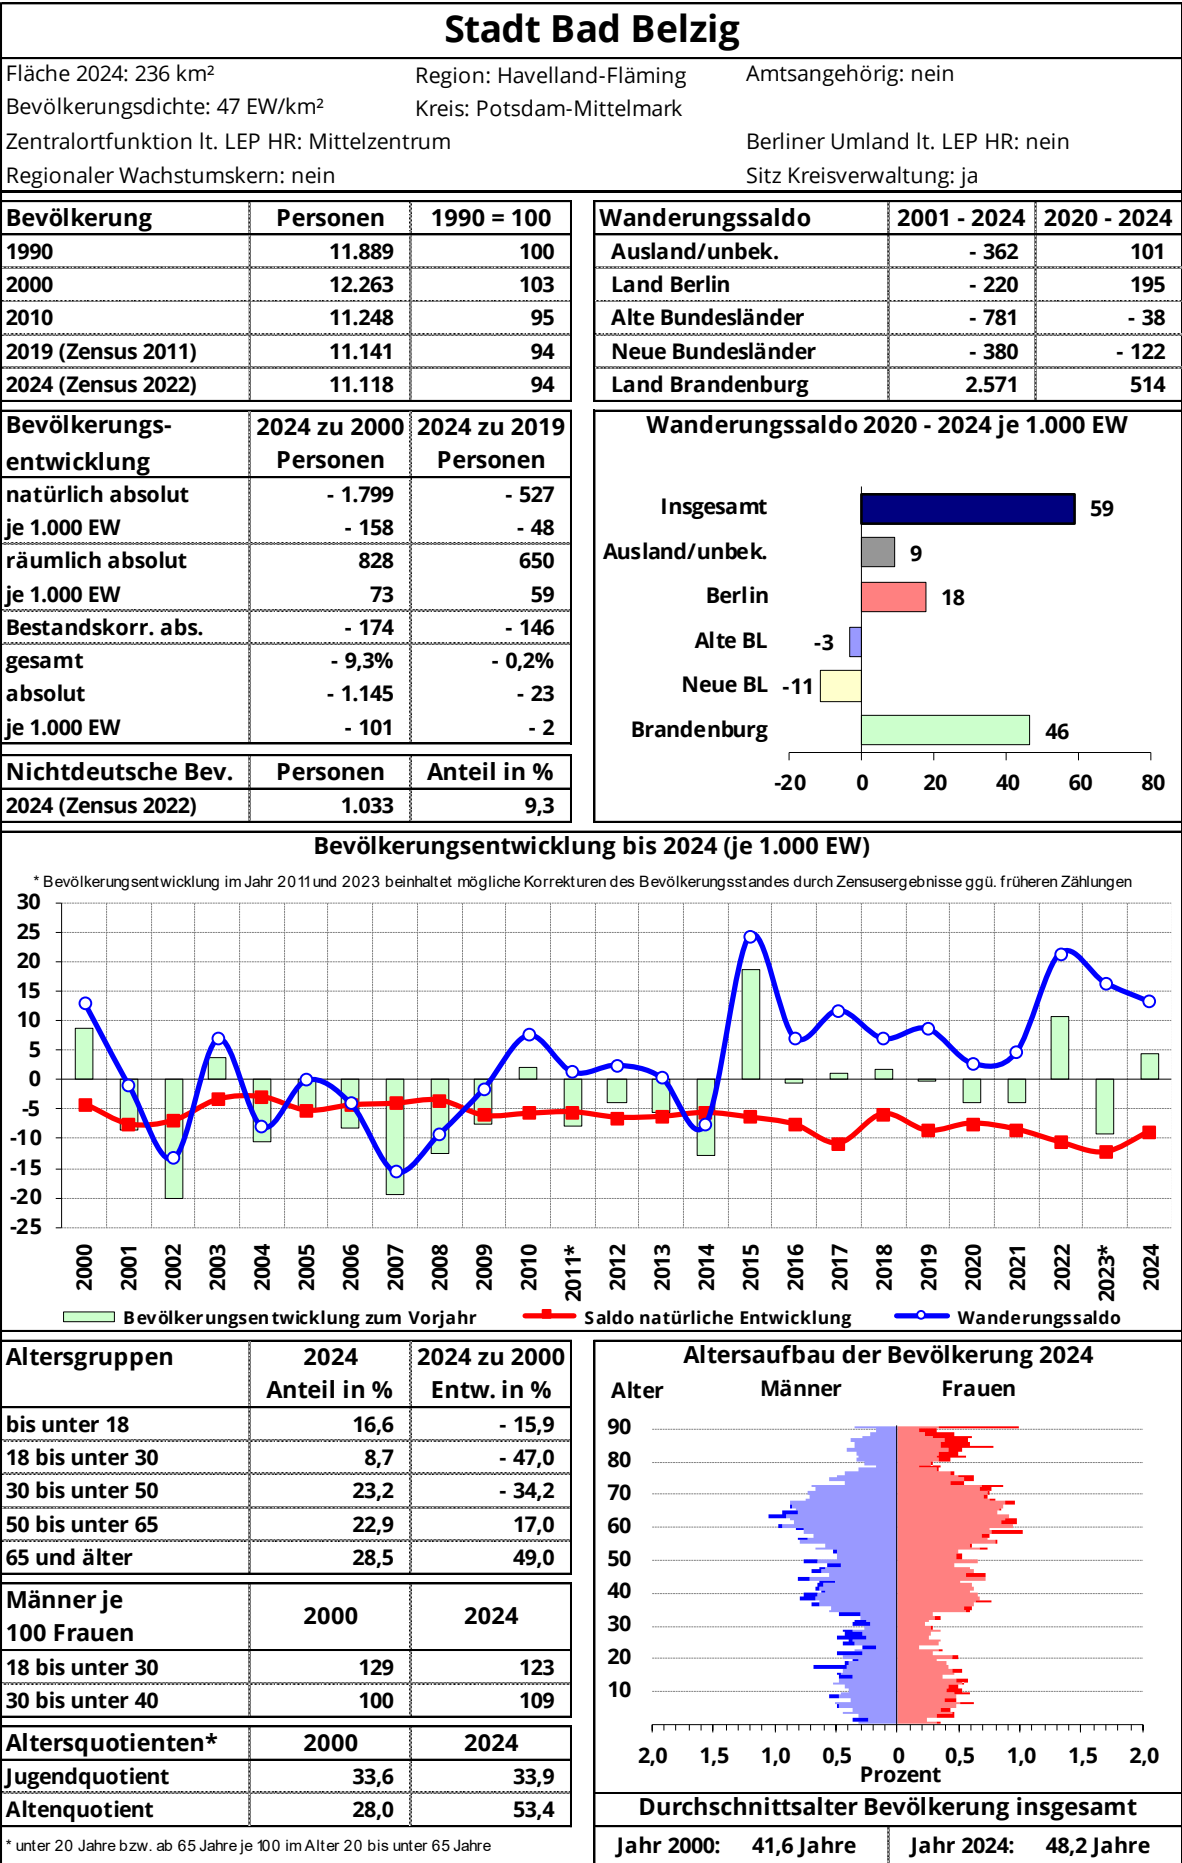 Stadt Bad Belzig
Fläche 2024: 236 km² Region: Havelland-Fläming Amtsangehörig: nein
Bevölkerungsdichte: 47 EW/km² Kreis: Potsdam-Mittelmark
Zentralortfunktion lt. LEP HR: Mittelzentrum Berliner Umland lt. LEP HR: nein
Regionaler Wachstumskern: nein Sitz Kreisverwaltung: ja
Bevölkerung Personen 1990 = 100
1990 11.889 100
2000 12.263 103
2010 11.248 95
2019 (Zensus 2011) 11.141 94
2024 (Zensus 2022) 11.118 94
Wanderungssaldo 2001 - 2024 2020 - 2024
Ausland/unbek. - 362 101
Land Berlin - 220 195
Alte Bundesländer - 781 - 38
Neue Bundesländer - 380 - 122
Land Brandenburg 2.571 514
Bevölkerungs- 2024 zu 2000 2024 zu 2019
entwicklung Personen Personen
natürlich absolut - 1.799 - 527
je 1.000 EW - 158 - 48
räumlich absolut 828 650
je 1.000 EW 73 59
Bestandskorr. abs. - 174 - 146
gesamt - 9,3% - 0,2%
absolut - 1.145 - 23
je 1.000 EW - 101 - 2
Nichtdeutsche Bev. Personen Anteil in %
2024 (Zensus 2022) 1.033 9,3
Wanderungssaldo 2020 - 2024 je 1.000 EW
Insgesamt 59
Ausland/unbek. 9
Berlin 18
Alte BL -3
Neue BL -11
Brandenburg 46
-20 0 20 40 60 80
Bevölkerungsentwicklung bis 2024 (je 1.000 EW)
* Bevölkerungsentwicklung im Jahr 2011 und 2023 beinhaltet mögliche Korrekturen des Bevölkerungsstandes durch Zensusergebnisse ggü. früheren Zählungen
30
25
20
15
10
5
0
-5
-10
-15
-20
-25
2000 2001 2002 2003 2004 2005 2006 2007 2008 2009 2010 2011* 2012 2013 2014 2015 2016 2017 2018 2019 2020 2021 2022 2023* 2024
Bevölkerungsentwicklung zum Vorjahr Saldo natürliche Entwicklung Wanderungssaldo
Altersgruppen 2024 2024 zu 2000
Anteil in % Entw. in %
bis unter 18 16,6 - 15,9
18 bis unter 30 8,7 - 47,0
30 bis unter 50 23,2 - 34,2
50 bis unter 65 22,9 17,0
65 und älter 28,5 49,0
Männer je
100 Frauen 2000 2024
18 bis unter 30 129 123
30 bis unter 40 100 109
Altersquotienten* 2000 2024
Jugendquotient 33,6 33,9
Altenquotient 28,0 53,4
* unter 20 Jahre bzw. ab 65 Jahre je 100 im Alter 20 bis unter 65 Jahre
Altersaufbau der Bevölkerung 2024
Alter Männer Frauen
90
80
70
60
50
40
30
20
10
2,0 1,5 1,0 0,5 0 0,5 1,0 1,5 2,0
Prozent
Durchschnittsalter Bevölkerung insgesamt
Jahr 2000: 41,6 Jahre Jahr 2024: 48,2 Jahre